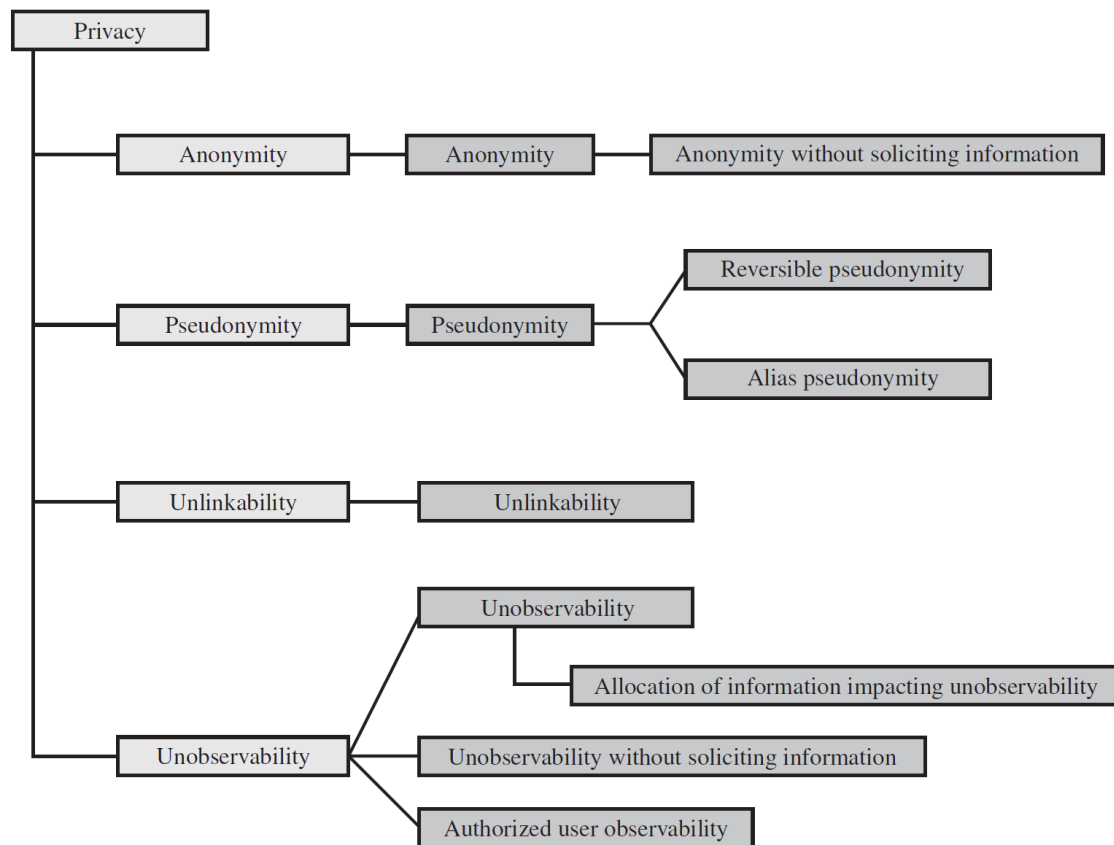 Privacy
Anonymity
Anonymity
Anonymity without soliciting information
Reversible pseudonymity
Pseudonymity
Pseudonymity
Alias pseudonymity
Unlinkability
Unlinkability
Unobservability
Allocation of information impacting unobservability
Unobservability
Unobservability without soliciting information
Authorized user observability